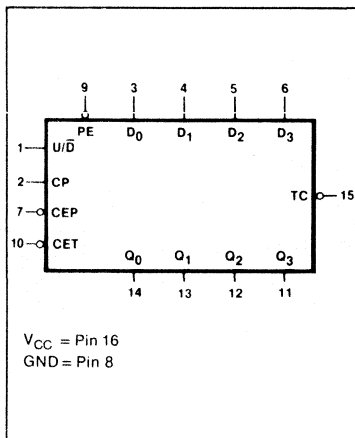 9 3 4 5 6
PE D0 D1 D2 D3
1 U/D̅
2 CP
TC 15
7 CEP
10 CET
Q0 Q1 Q2 Q3
14 13 12 11
VCC = Pin 16
GND = Pin 8